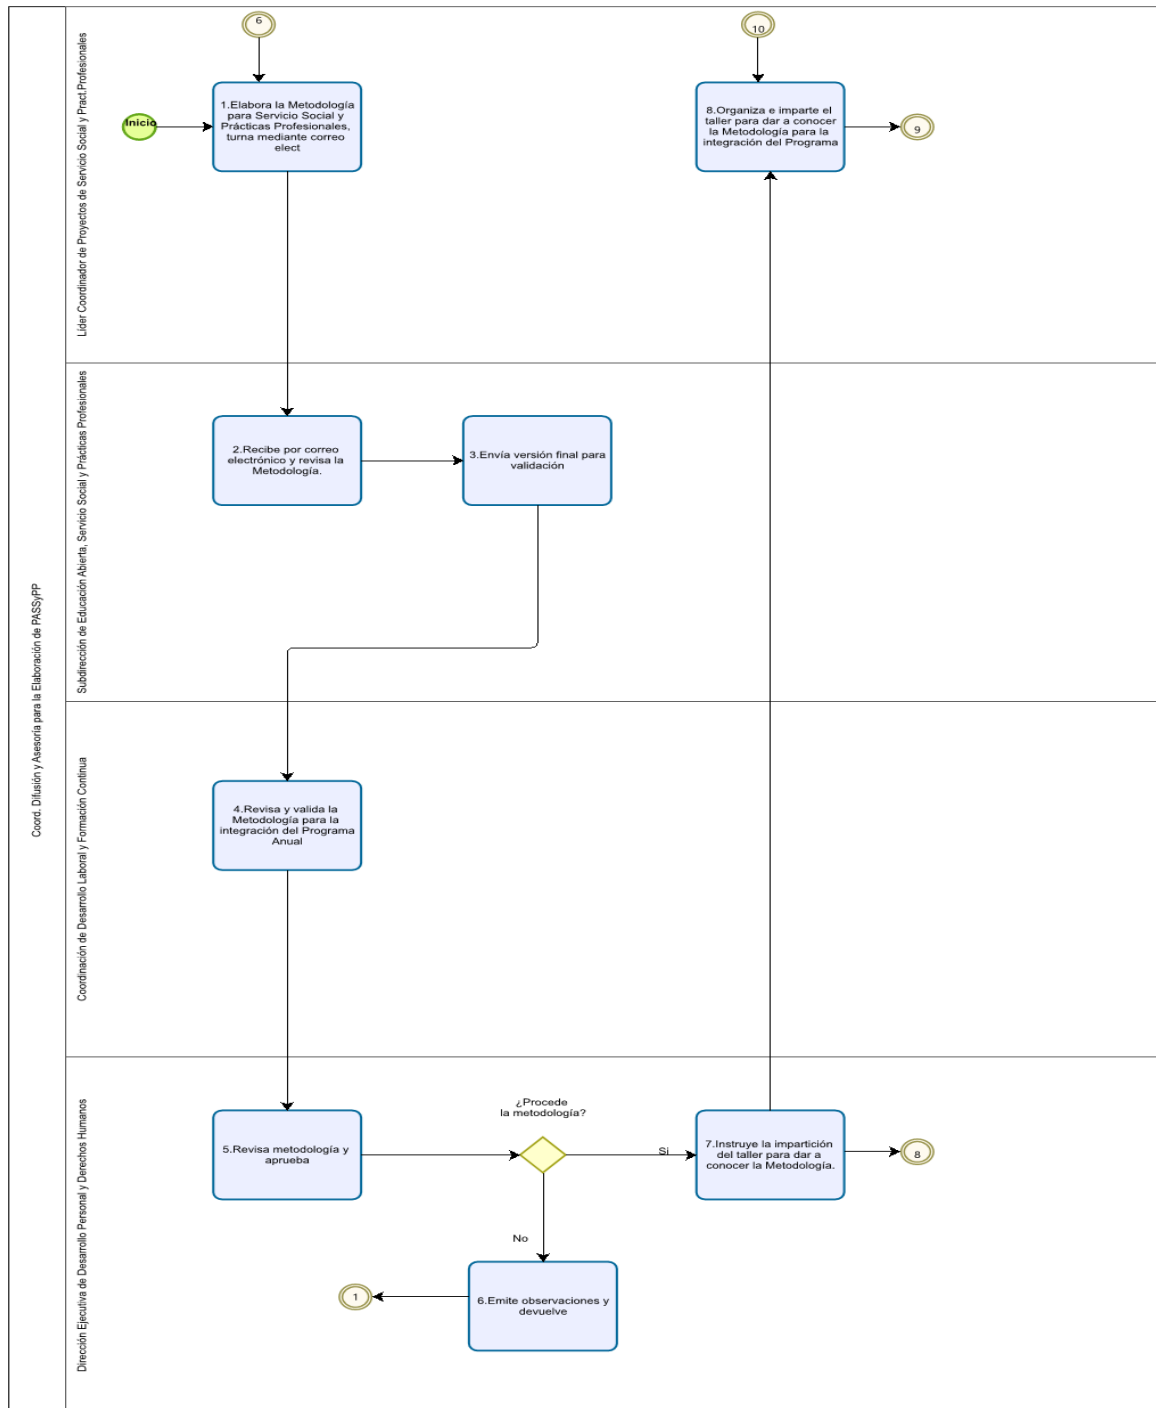 Coord. Difusión y Asesoría para la Elaboración de PASSyPP
Líder Coordinador de Proyectos de Servicio Social y Pract.Profesionales
6
10
Inicio
1.Elabora la Metodología
para Servicio Social y
Prácticas Profesionales,
turna mediante correo
elect
8.Organiza e imparte el
taller para dar a conocer
la Metodología para la
integración del Programa
9
Subdirección de Educación Abierta, Servicio Social y Prácticas Profesionales
2.Recibe por correo
electrónico y revisa la
Metodología.
3.Envía versión final para
validación
Coordinación de Desarrollo Laboral y Formación Continua
4.Revisa y valida la
Metodología para la
integración del Programa
Anual
Dirección Ejecutiva de Desarrollo Personal y Derechos Humanos
5.Revisa metodología y
aprueba
¿Procede
la metodología?
Si
7.Instruye la impartición
del taller para dar a
conocer la Metodología.
8
No
6.Emite observaciones y
devuelve
1